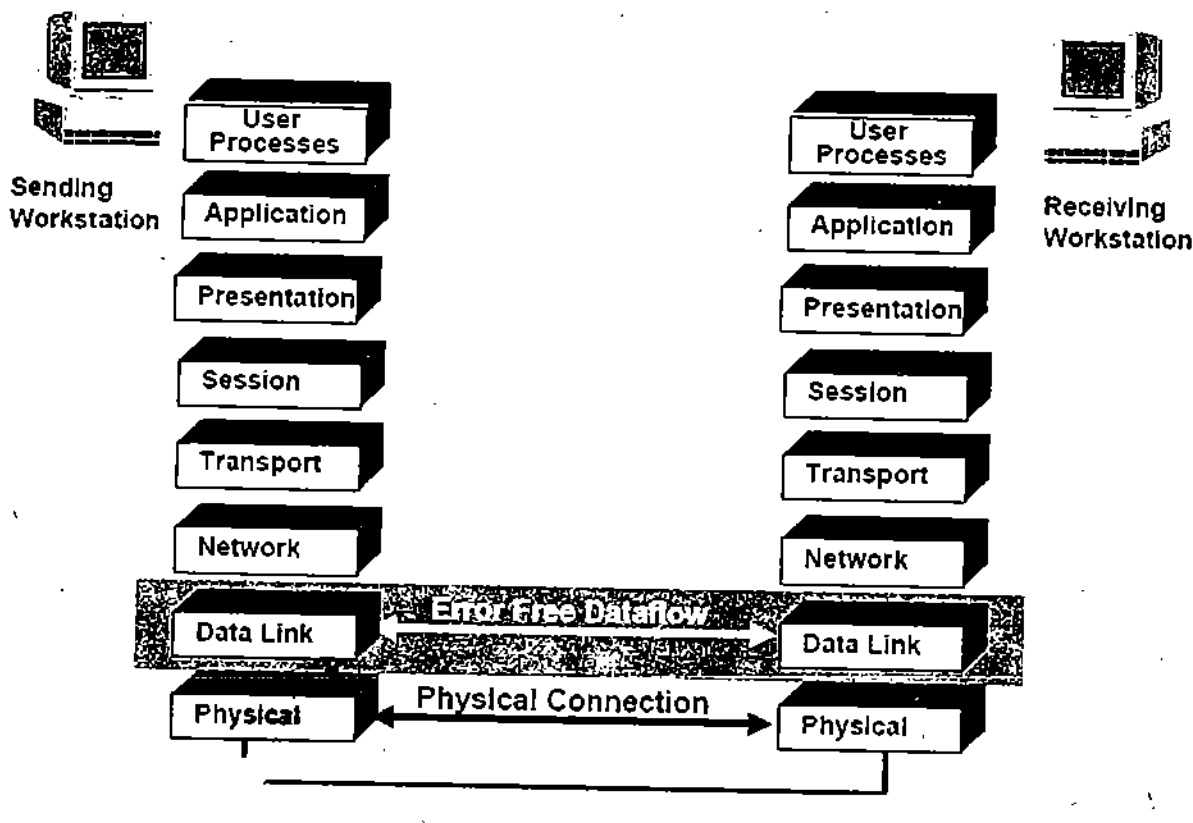 Sending
Workstation
User
Processes
Application
Presentation
Session
Transport
Network
Data Link
Physical
Error Free Dataflow
Physical Connection
User
Processes
Application
Presentation
Session
Transport
Network
Data Link
Physical
Receiving
Workstation